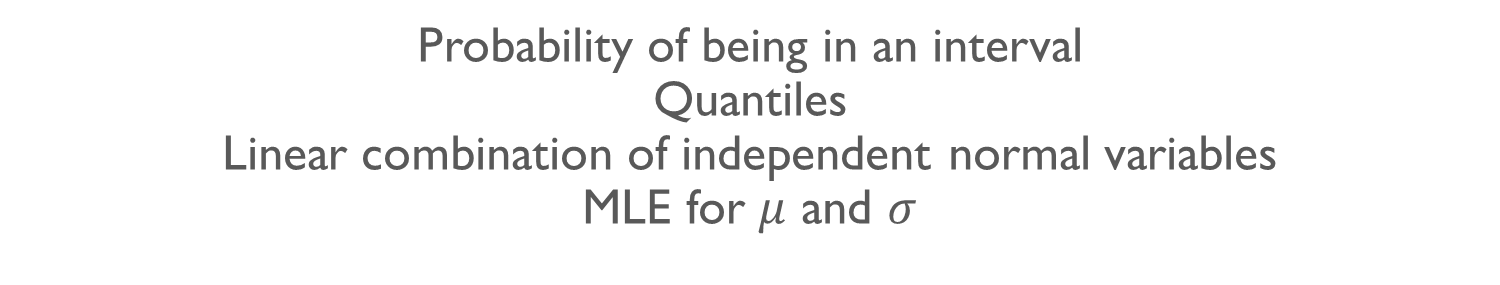 Probability of being in an interval
Quantiles
Linear combination of independent normal variables
MLE for 𝜇 and 𝜎